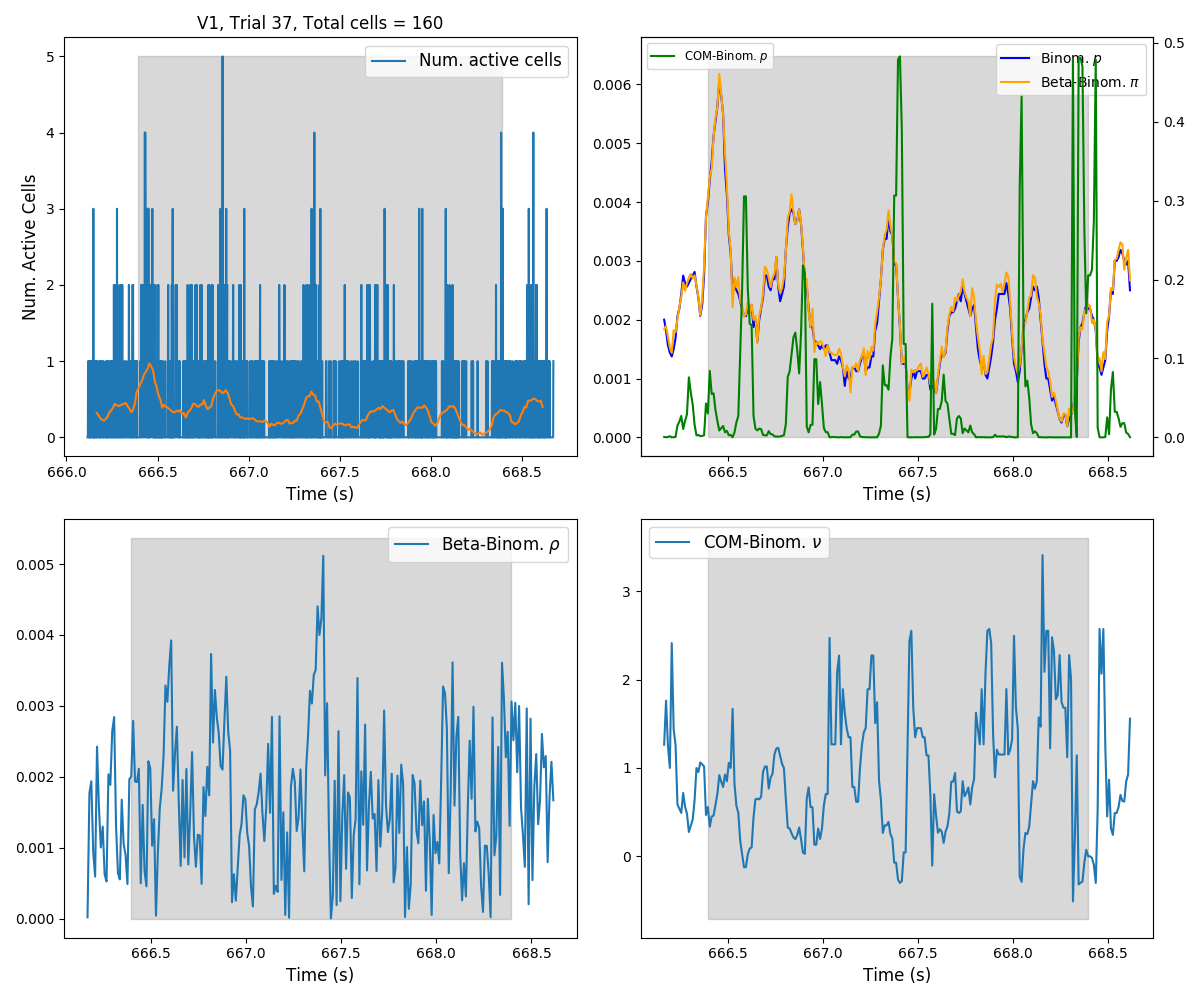 V1, Trial 37, Total cells = 160
Num. active cells
Num. Active Cells
5
4
3
2
1
0
666.0 666.5 667.0 667.5 668.0 668.5
Time (s)
COM-Binom. p
Binom. p
Beta-Binom. π
0.006
0.005
0.004
0.003
0.002
0.001
0.000
0.5
0.4
0.3
0.2
0.1
0.0
666.5 667.0 667.5 668.0 668.5
Time (s)
Beta-Binom. ρ
0.005
0.004
0.003
0.002
0.001
0.000
666.5 667.0 667.5 668.0 668.5
Time (s)
COM-Binom. ν
3
2
1
0
666.5 667.0 667.5 668.0 668.5
Time (s)